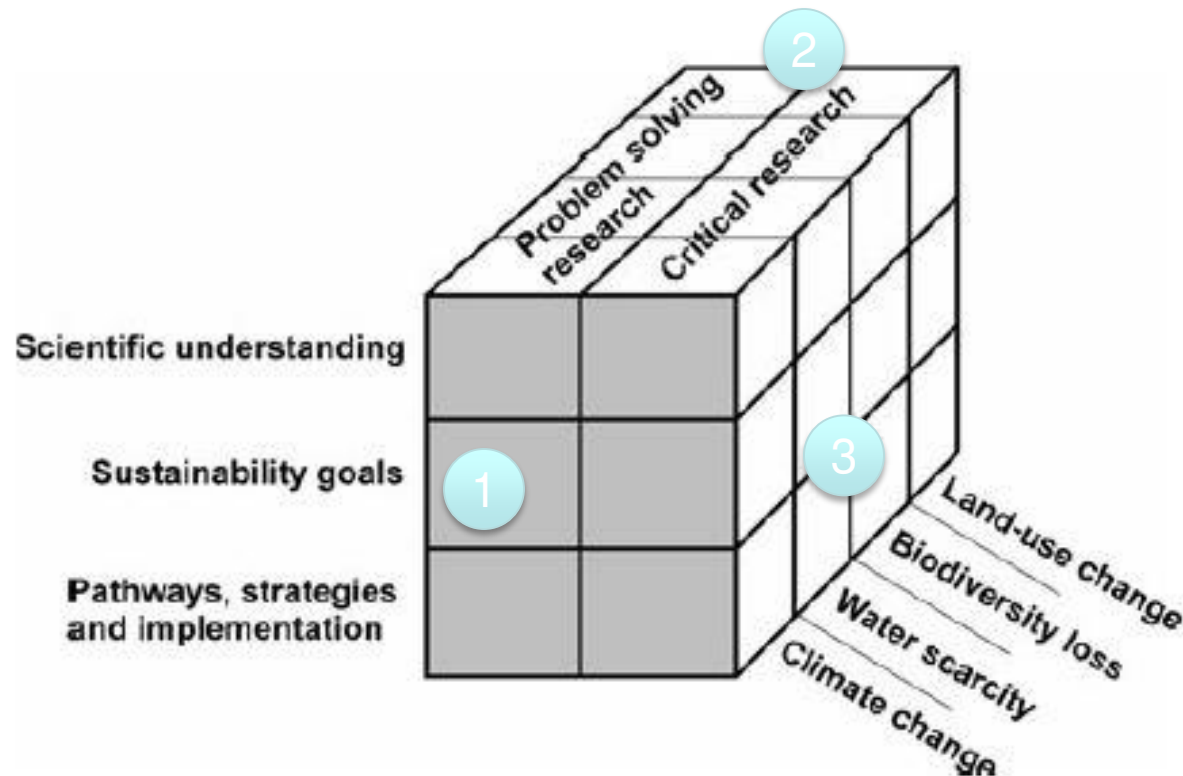 2
Problem solving
research
Critical research
Scientific understanding
Sustainability goals
1
3
Pathways, strategies
and implementation
Land-use change
Biodiversity loss
Water scarcity
Climate change